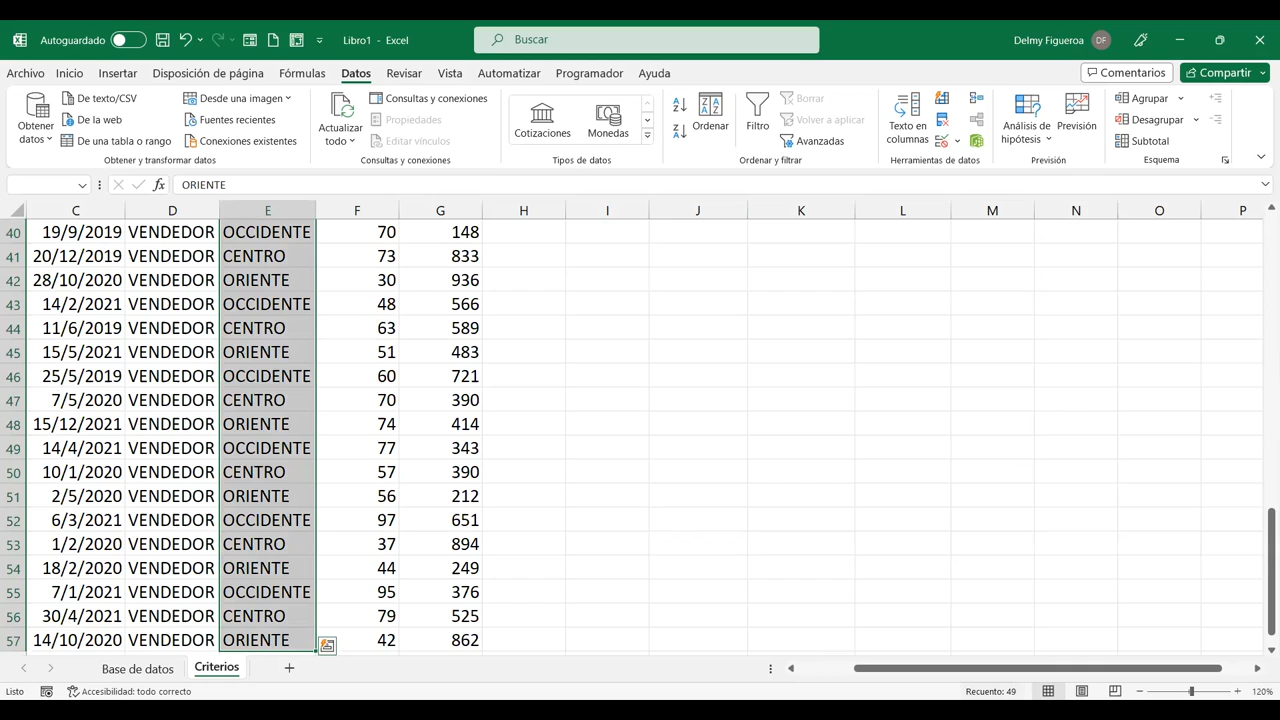 Autoguardado
Libro1 - Excel
Buscar
Delmy Figueroa
DF
Archivo Inicio Insertar Disposición de página Fórmulas Datos Revisar Vista Automatizar Programador Ayuda
Comentarios
Compartir
Obtener datos
De texto/CSV
De la web
De una tabla o rango
Desde una imagen
Fuentes recientes
Conexiones existentes
Obtener y transformar datos
Actualizar todo
Consultas y conexiones
Propiedades
Editar vínculos
Consultas y conexiones
Cotizaciones
Monedas
Tipos de datos
Ordenar
Filtro
Borrar
Volver a aplicar
Avanzadas
Ordenar y filtrar
Texto en columnas
Herramientas de datos
Análisis de hipótesis
Previsión
Previsión
Agrupar
Desagrupar
Subtotal
Esquema
fx ORIENTE
C D E F G H I J K L M N O P
40 19/9/2019 VENDEDOR OCCIDENTE 70 148
41 20/12/2019 VENDEDOR CENTRO 73 833
42 28/10/2020 VENDEDOR ORIENTE 30 936
43 14/2/2021 VENDEDOR OCCIDENTE 48 566
44 11/6/2019 VENDEDOR CENTRO 63 589
45 15/5/2021 VENDEDOR ORIENTE 51 483
46 25/5/2019 VENDEDOR OCCIDENTE 60 721
47 7/5/2020 VENDEDOR CENTRO 70 390
48 15/12/2021 VENDEDOR ORIENTE 74 414
49 14/4/2021 VENDEDOR OCCIDENTE 77 343
50 10/1/2020 VENDEDOR CENTRO 57 390
51 2/5/2020 VENDEDOR ORIENTE 56 212
52 6/3/2021 VENDEDOR OCCIDENTE 97 651
53 1/2/2020 VENDEDOR CENTRO 37 894
54 18/2/2020 VENDEDOR ORIENTE 44 249
55 7/1/2021 VENDEDOR OCCIDENTE 95 376
56 30/4/2021 VENDEDOR CENTRO 79 525
57 14/10/2020 VENDEDOR ORIENTE 42 862
Base de datos
Criterios
Listo
Accesibilidad: todo correcto
Recuento: 49
120%